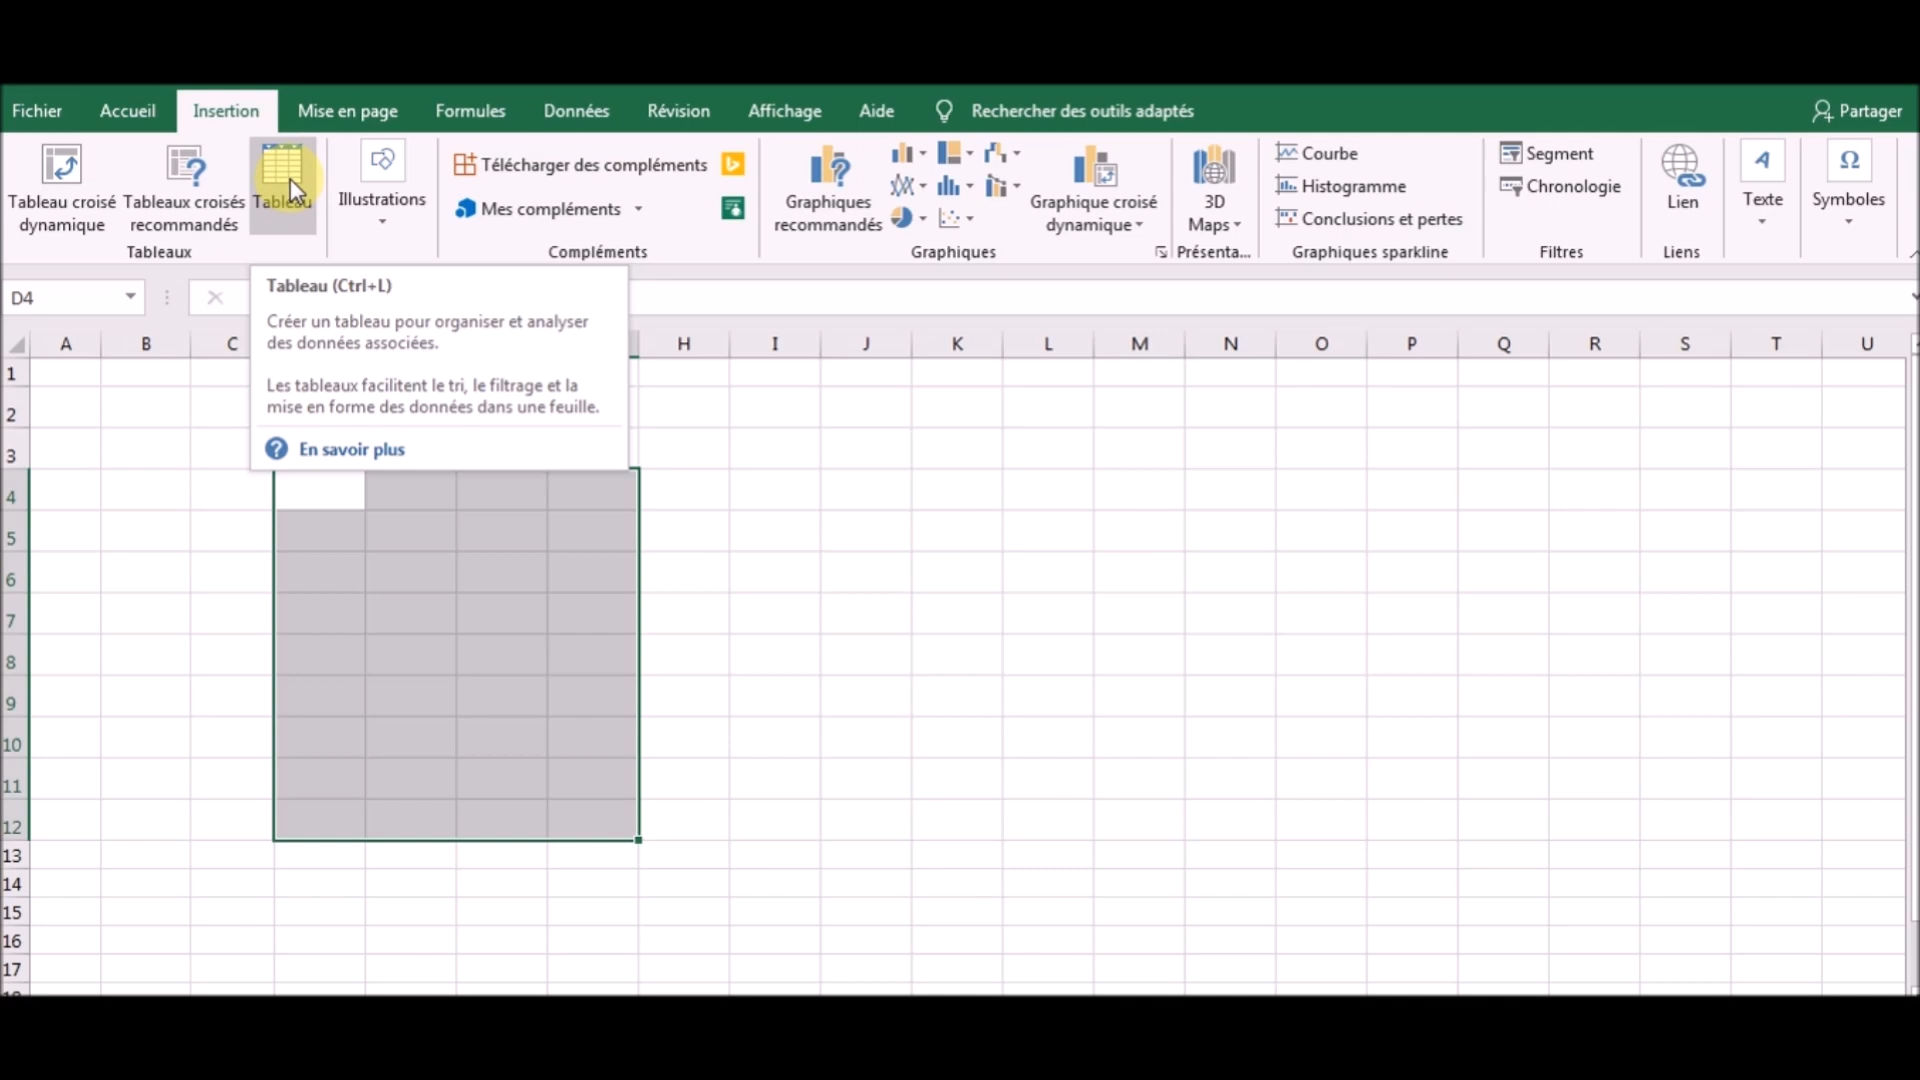 Fichier Accueil Insertion Mise en page Formules Données Révision Affichage Aide Rechercher des outils adaptés Partager
Tableau croisé
dynamique
Tableaux croisés
recommandés
Tableau
Tableaux
Illustrations
Télécharger des compléments
Mes compléments
Compléments
Graphiques
recommandés
Graphique croisé
dynamique
Graphiques
3D
Maps
Présenta...
Courbe
Histogramme
Conclusions et pertes
Graphiques sparkline
Segment
Chronologie
Filtres
Lien
Liens
A
Texte
Ω
Symboles
D4
Tableau (Ctrl+L)
Créer un tableau pour organiser et analyser
des données associées.
Les tableaux facilitent le tri, le filtrage et la
mise en forme des données dans une feuille.
? En savoir plus
A B C H I J K L M N O P Q R S T U
1
2
3
4
5
6
7
8
9
10
11
12
13
14
15
16
17